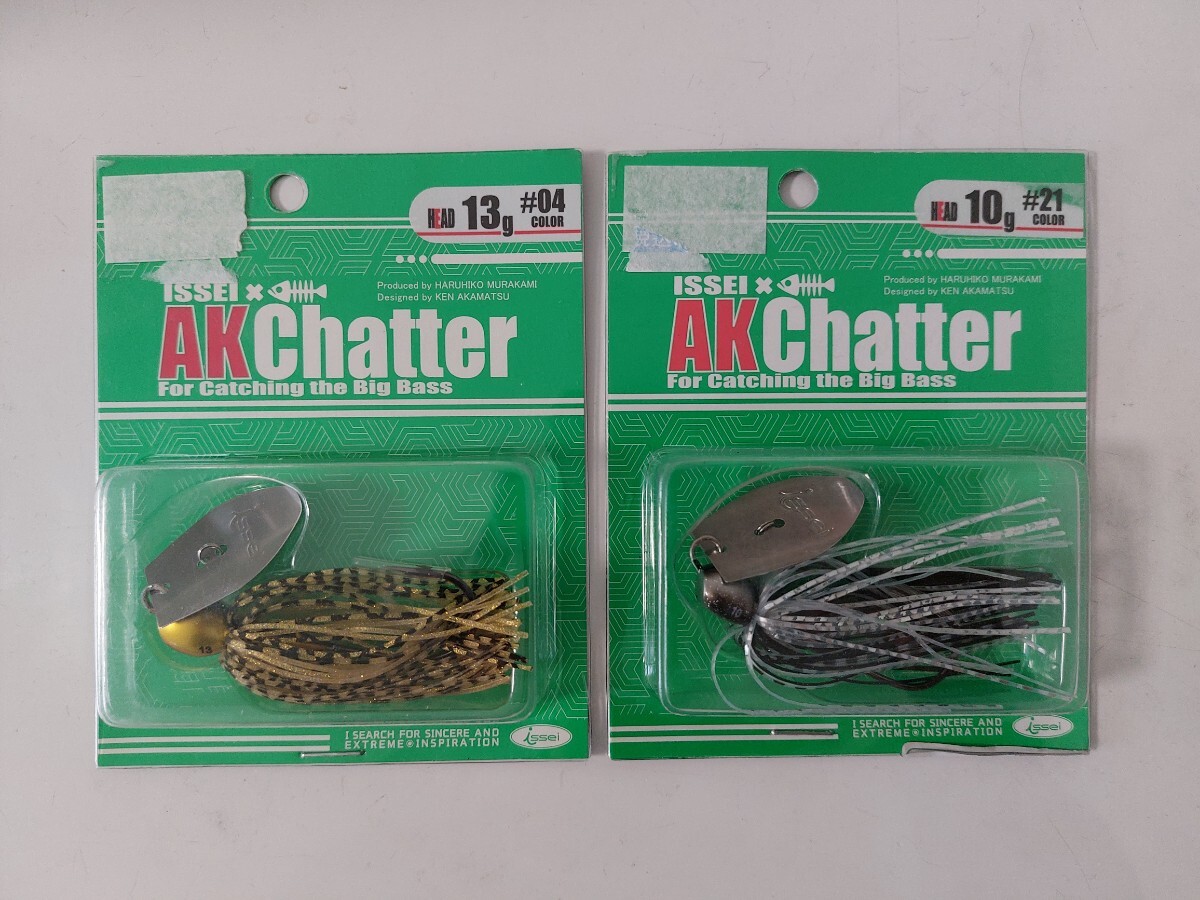 HEAD 13g #04 COLOR
ISSEI ×
Produced by HARUHIKO MURAKAMI
Designed by KEN AKAMATSU
AKChatter
For Catching the Big Bass
issei
13
I SEARCH FOR SINCERE AND
EXTREME®INSPIRATION
issei
HEAD 10g #21 COLOR
ISSEI ×
Produced by HARUHIKO MURAKAMI
Designed by KEN AKAMATSU
AKChatter
For Catching the Big Bass
issei
10
I SEARCH FOR SINCERE AND
EXTREME®INSPIRATION
issei